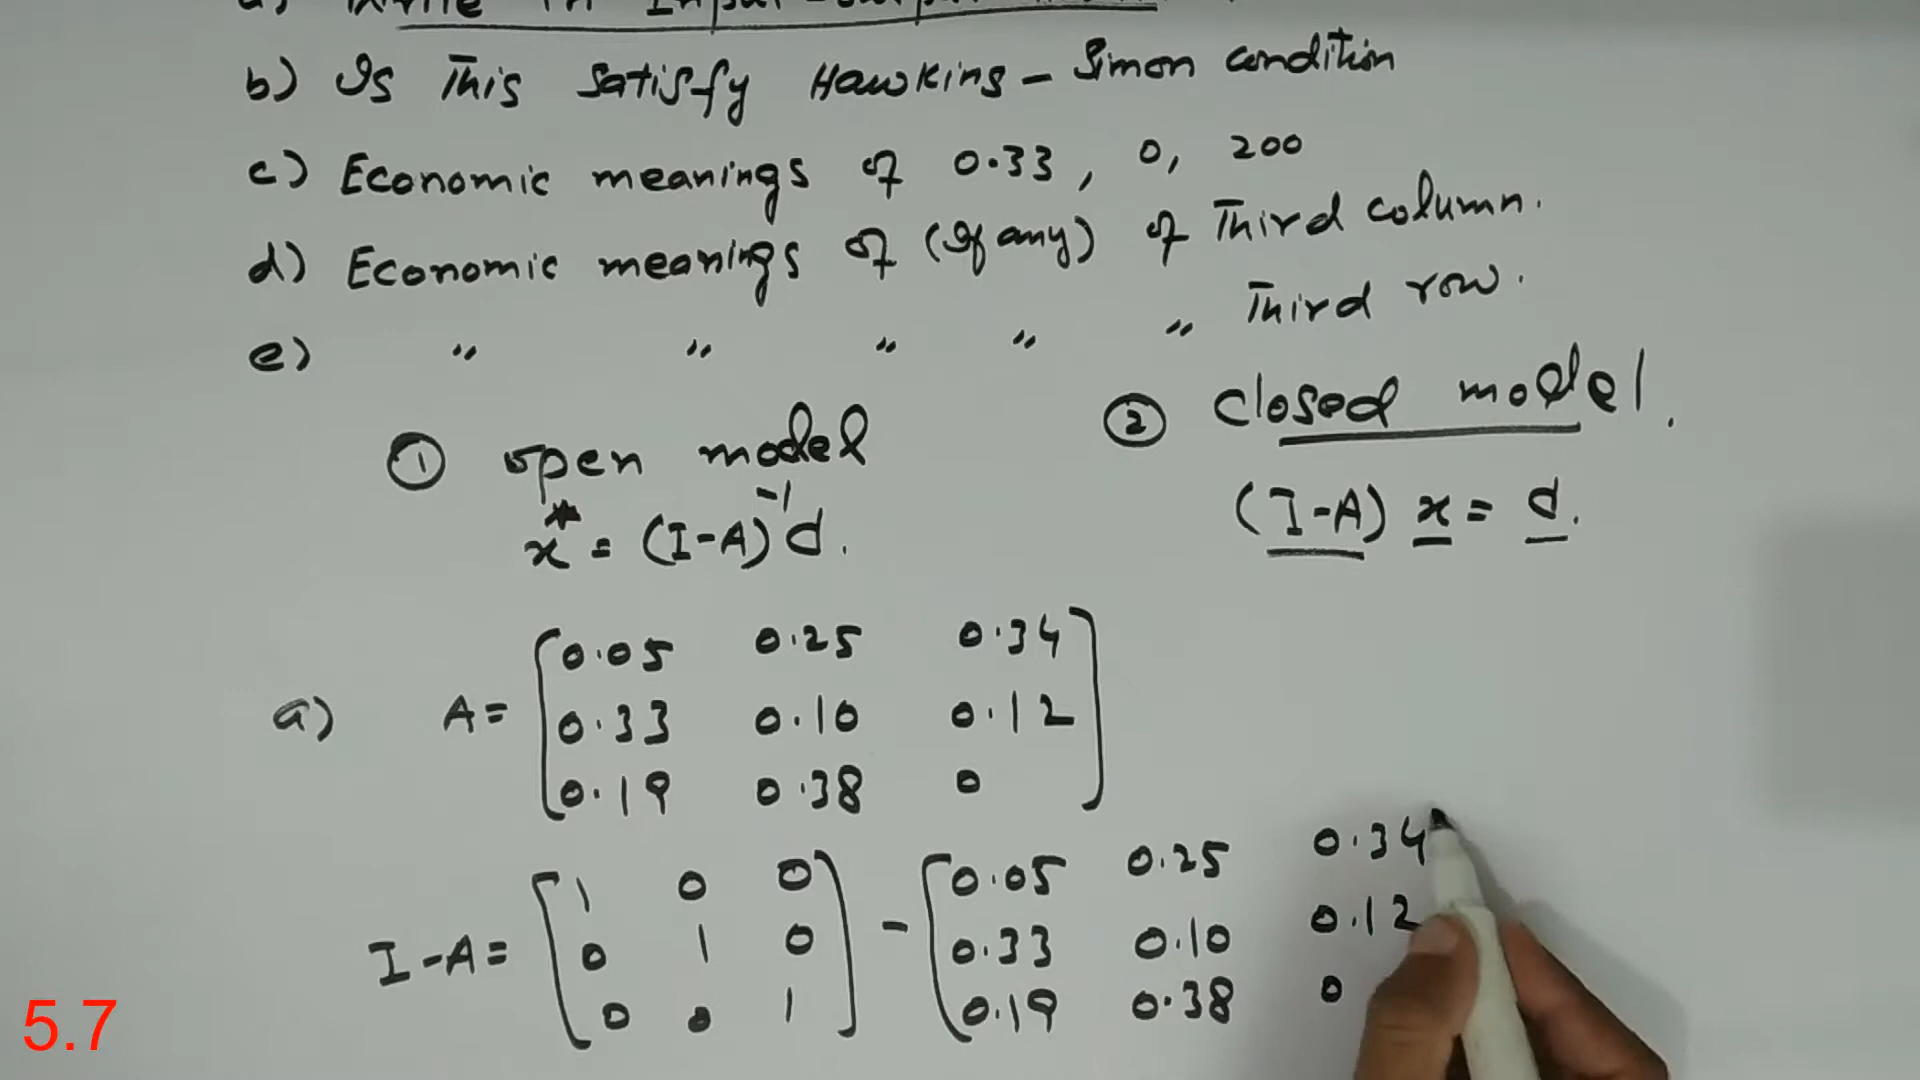 b) Is This Satisfy Hawkins - Simon condition
c) Economic meanings of 0.33, 0, 200
d) Economic meanings of (If any) of Third column.
e) " " " " " Third row.
① open model
② closed model.
x* = (I-A)⁻¹d.
(I-A) x = d.
a) A = [0.05 0.25 0.34
0.33 0.10 0.12
0.19 0.38 0]
I-A = [1 0 0 - [0.05 0.25 0.34
0 1 0 0.33 0.10 0.12
0 0 1] 0.19 0.38 0
5.7